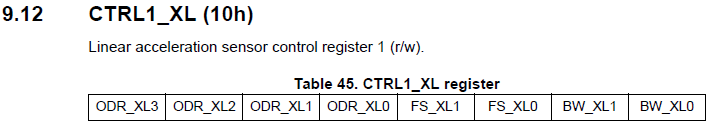 9.12 CTRL1_XL (10h)
Linear acceleration sensor control register 1 (r/w).
Table 45. CTRL1_XL register
ODR_XL3 ODR_XL2 ODR_XL1 ODR_XL0 FS_XL1 FS_XL0 BW_XL1 BW_XL0